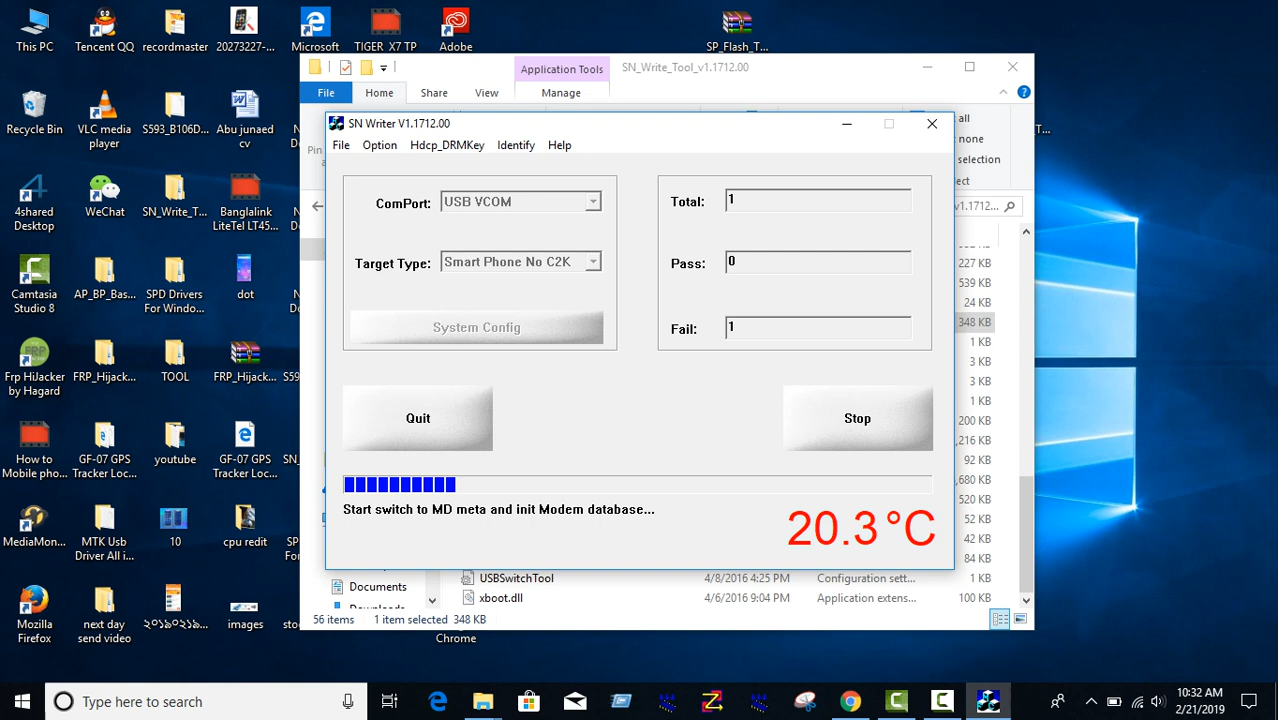 This PC
Tencent QQ
recordmaster
20273227-...
Microsoft
TIGER X7 TP
Adobe
SP_Flash_T...
Recycle Bin
VLC media
player
S593_B106D...
Abu junaed
cv
4shared
Desktop
WeChat
SN_Write_T...
Banglalink
LiteTel LT45...
Camtasia
Studio 8
AP_BP_Bas...
SPD Drivers
For Windo...
dot
Frp HiJacker
by Hagard
FRP_Hijack...
TOOL
FRP_Hijack...
How to
Mobile pho...
GF-07 GPS
Tracker Loc...
youtube
GF-07 GPS
Tracker Loc...
MediaMon...
MTK Usb
Driver All i...
10
cpu redit
Mozilla
Firefox
next day
send video
২০১৯০২১৯...
images
Chrome
Application Tools
SN_Write_Tool_v1.1712.00
File
Home
Share
View
Manage
all
none
selection
v1.1712...
227 KB
539 KB
24 KB
348 KB
1 KB
3 KB
3 KB
1 KB
200 KB
,216 KB
92 KB
,680 KB
520 KB
52 KB
42 KB
84 KB
SN Writer V1.1712.00
File
Option
Hdcp_DRMKey
Identify
Help
ComPort:
USB VCOM
Target Type:
Smart Phone No C2K
System Config
Total:
1
Pass:
0
Fail:
1
Quit
Stop
Start switch to MD meta and init Modem database...
20.3°C
Documents
USBSwitchTool
4/8/2016 4:25 PM
Configuration sett...
1 KB
xboot.dll
4/6/2016 9:04 PM
Application extens...
100 KB
56 items
1 item selected 348 KB
Type here to search
10:32 AM
2/21/2019